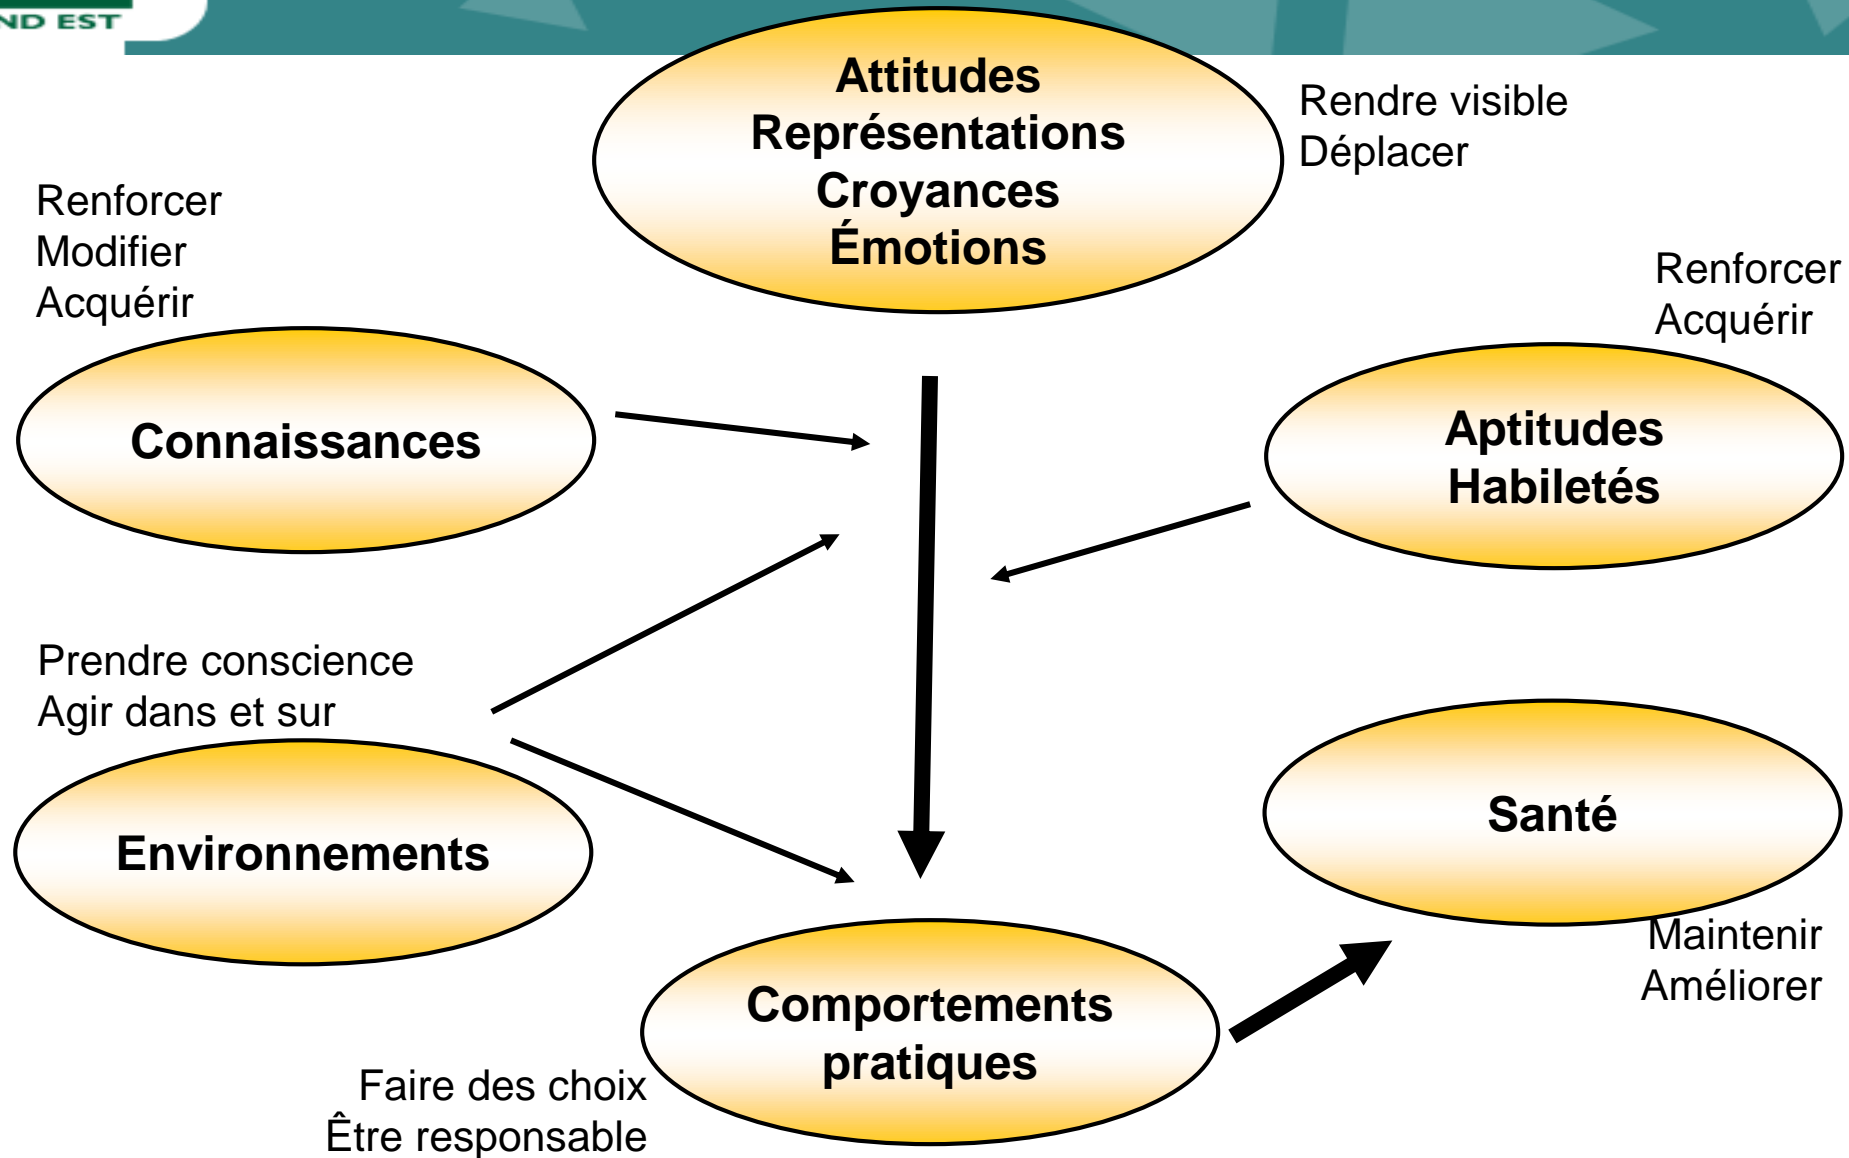 ND EST
Attitudes
Représentations
Croyances
Émotions
Rendre visible
Déplacer
Renforcer
Modifier
Acquérir
Renforcer
Acquérir
Connaissances
Aptitudes
Habiletés
Prendre conscience
Agir dans et sur
Environnements
Santé
Maintenir
Améliorer
Comportements
pratiques
Faire des choix
Être responsable